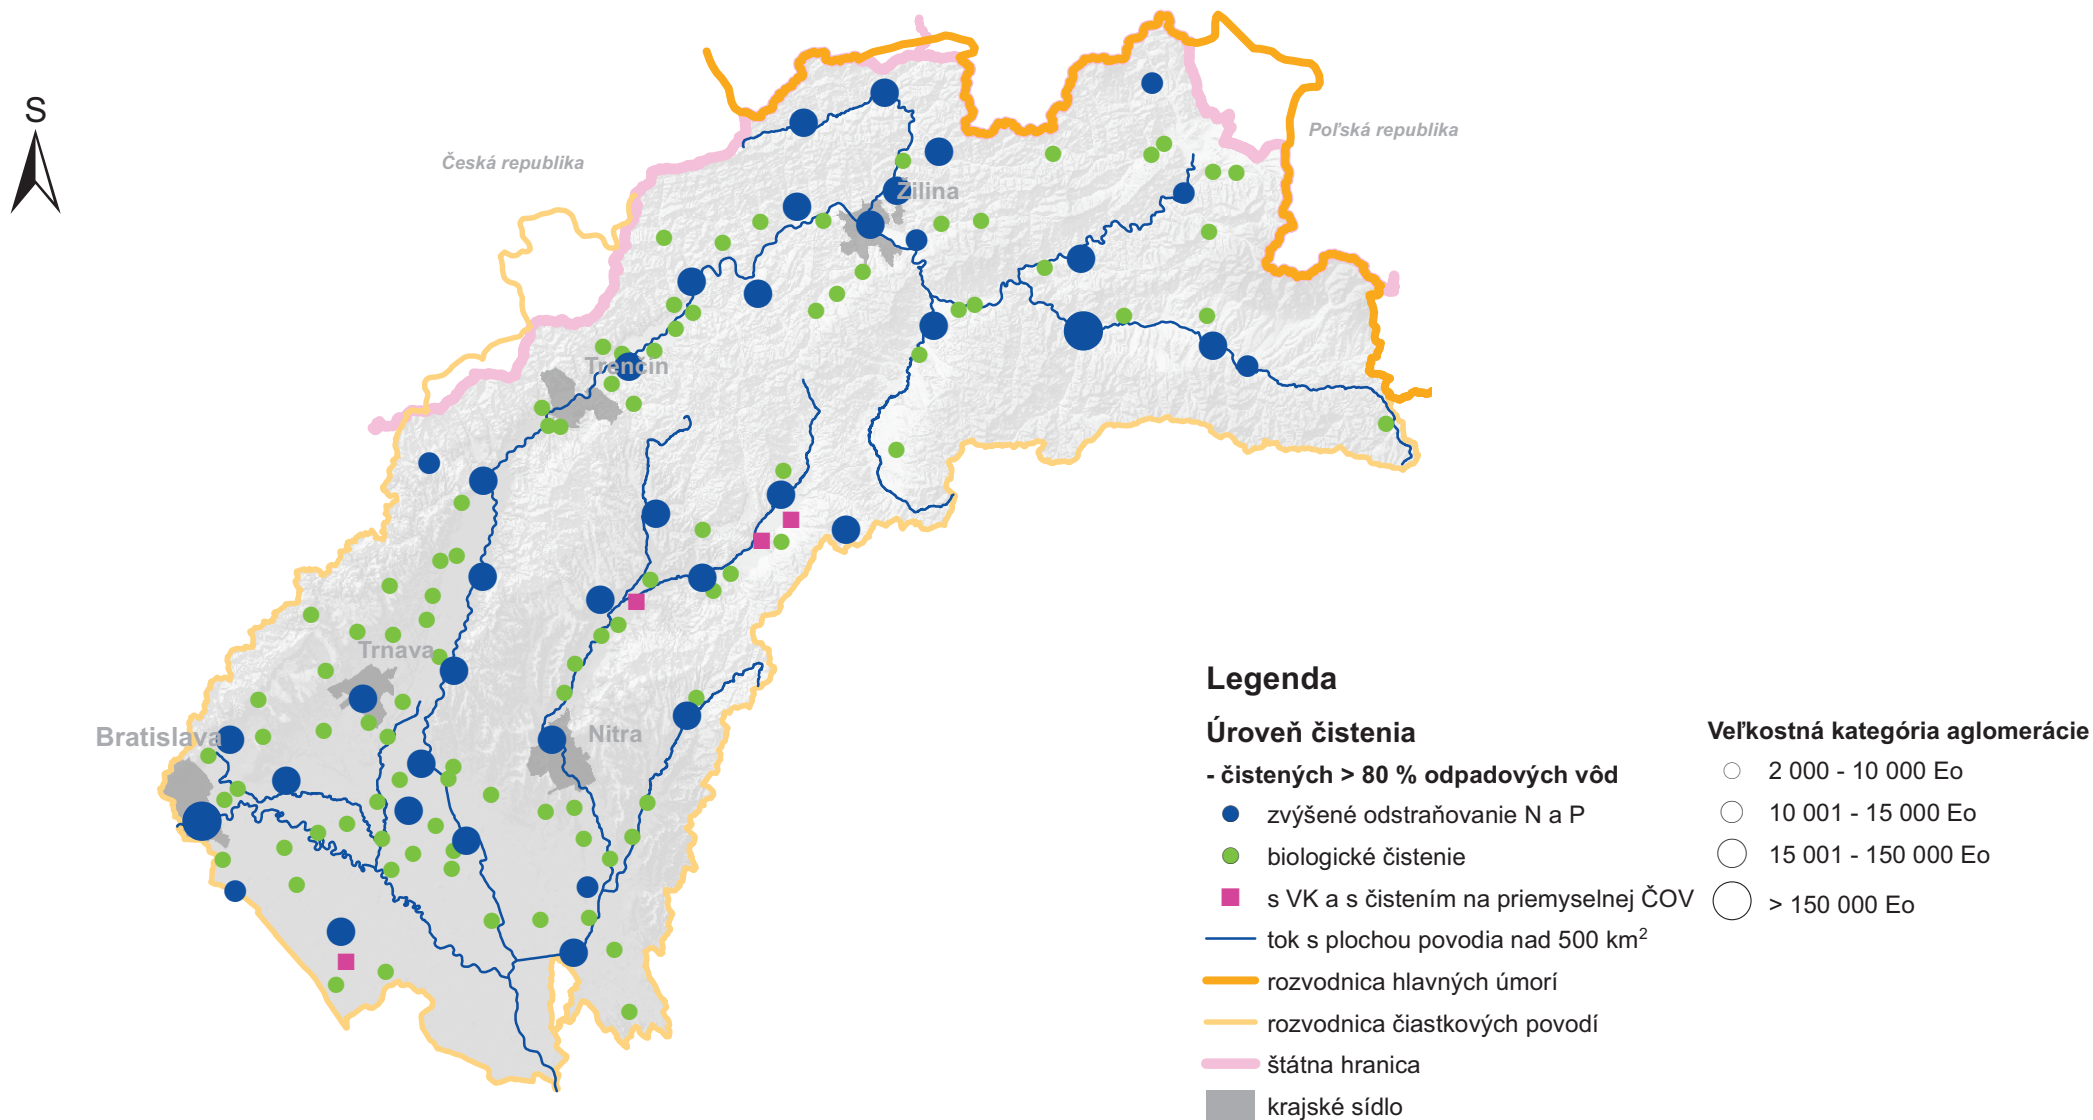 S
Česká republika
Poľská republika
Žilina
Trenčín
Trnava
Bratislava
Nitra
Legenda
Úroveň čistenia
- čistených > 80 % odpadových vôd
zvýšené odstraňovanie N a P
biologické čistenie
s VK a s čistením na priemyselnej ČOV
tok s plochou povodia nad 500 km²
rozvodnica hlavných úmorí
rozvodnica čiastkových povodí
štátna hranica
krajské sídlo
Veľkostná kategória aglomerácie
2 000 - 10 000 Eo
10 001 - 15 000 Eo
15 001 - 150 000 Eo
> 150 000 Eo